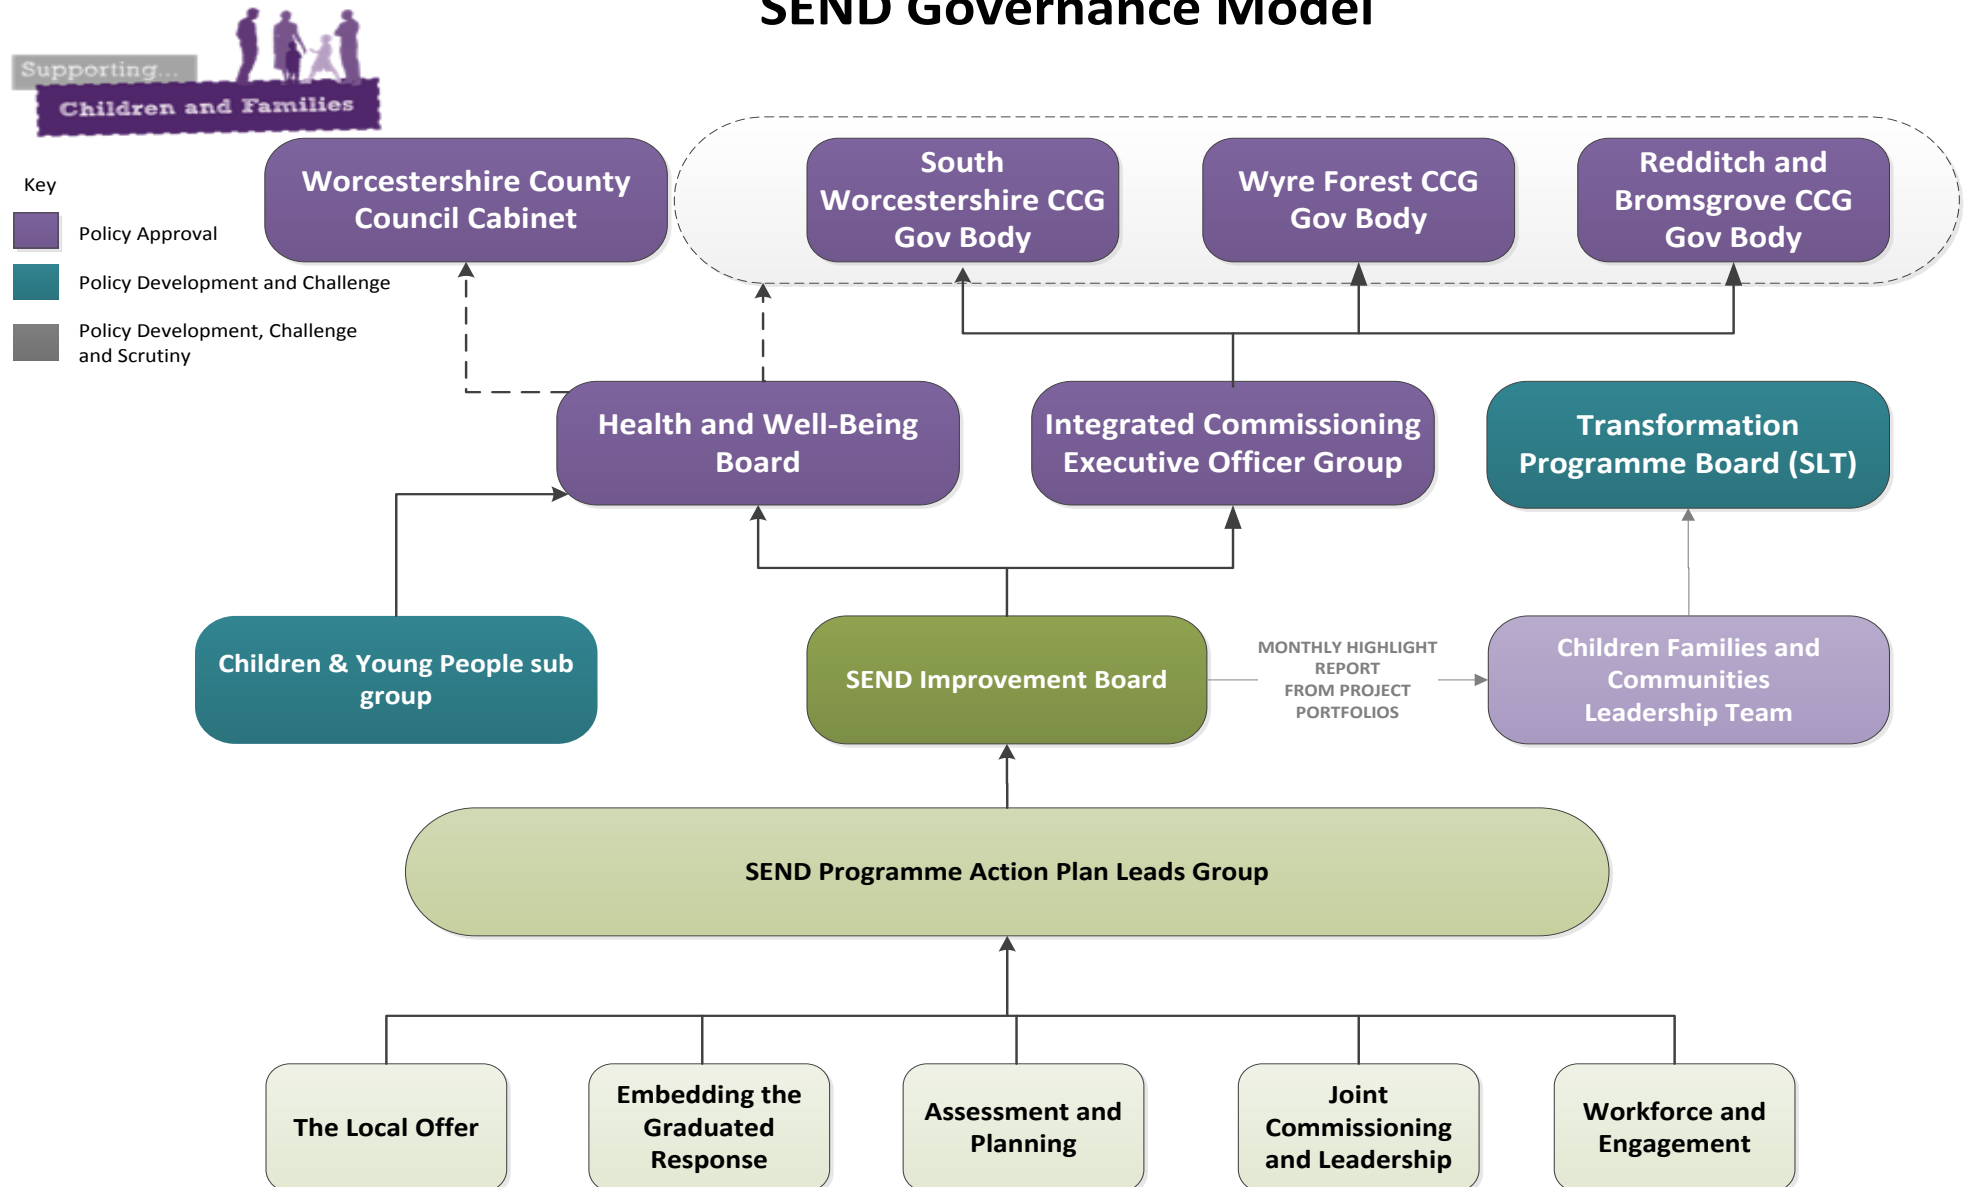 SEND Governance Model
Supporting...
Children and Families
Key
Policy Approval
Policy Development and Challenge
Policy Development, Challenge
and Scrutiny
Worcestershire County
Council Cabinet
South
Worcestershire CCG
Gov Body
Wyre Forest CCG
Gov Body
Redditch and
Bromsgrove CCG
Gov Body
Health and Well-Being
Board
Integrated Commissioning
Executive Officer Group
Transformation
Programme Board (SLT)
Children & Young People sub
group
SEND Improvement Board
MONTHLY HIGHLIGHT
REPORT
FROM PROJECT
PORTFOLIOS
Children Families and
Communities
Leadership Team
SEND Programme Action Plan Leads Group
The Local Offer
Embedding the
Graduated
Response
Assessment and
Planning
Joint
Commissioning
and Leadership
Workforce and
Engagement